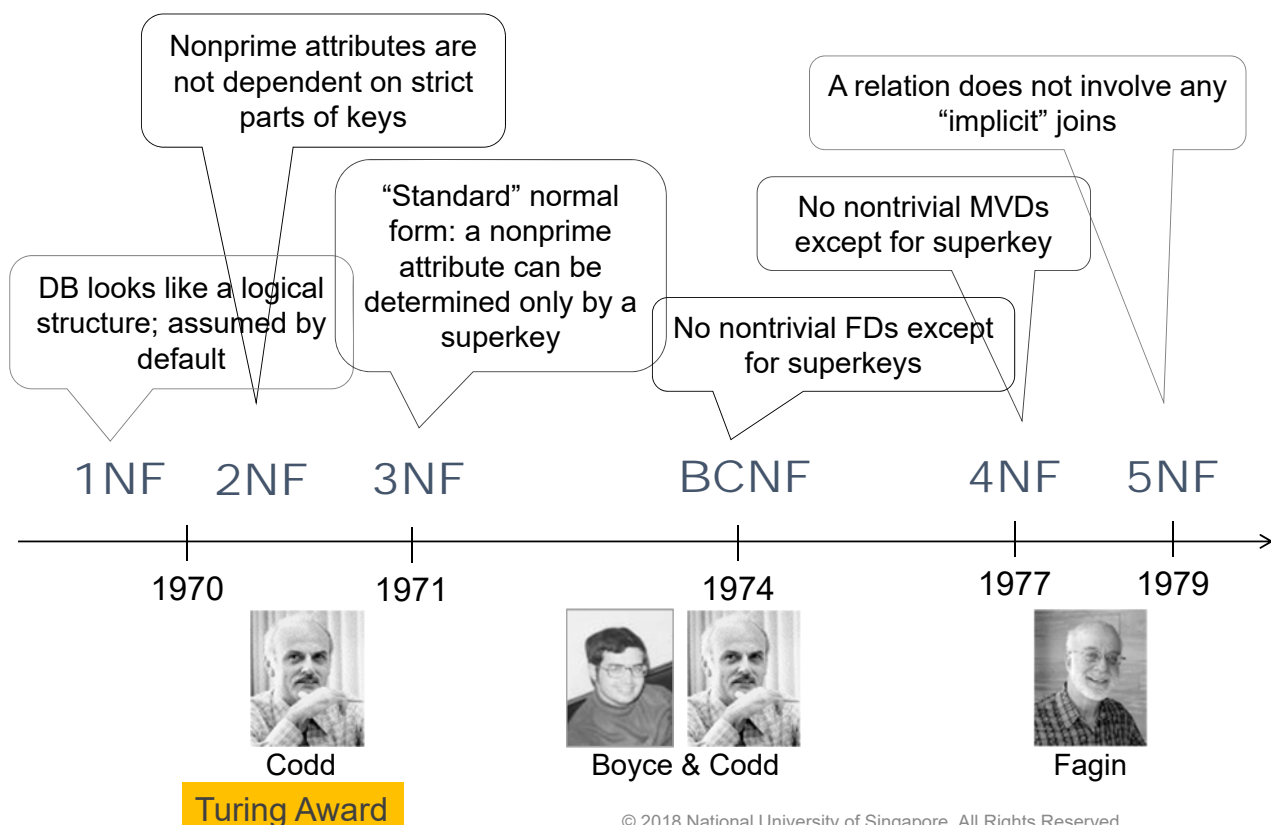 Nonprime attributes are
not dependent on strict
parts of keys
A relation does not involve any
“implicit” joins
“Standard” normal
form: a nonprime
attribute can be
determined only by a
superkey
No nontrivial MVDs
except for superkey
DB looks like a logical
structure; assumed by
default
No nontrivial FDs except
for superkeys
1NF 2NF 3NF BCNF 4NF 5NF
1970 1971 1974 1977 1979
Codd Boyce & Codd Fagin
Turing Award
© 2018 National University of Singapore. All Rights Reserved